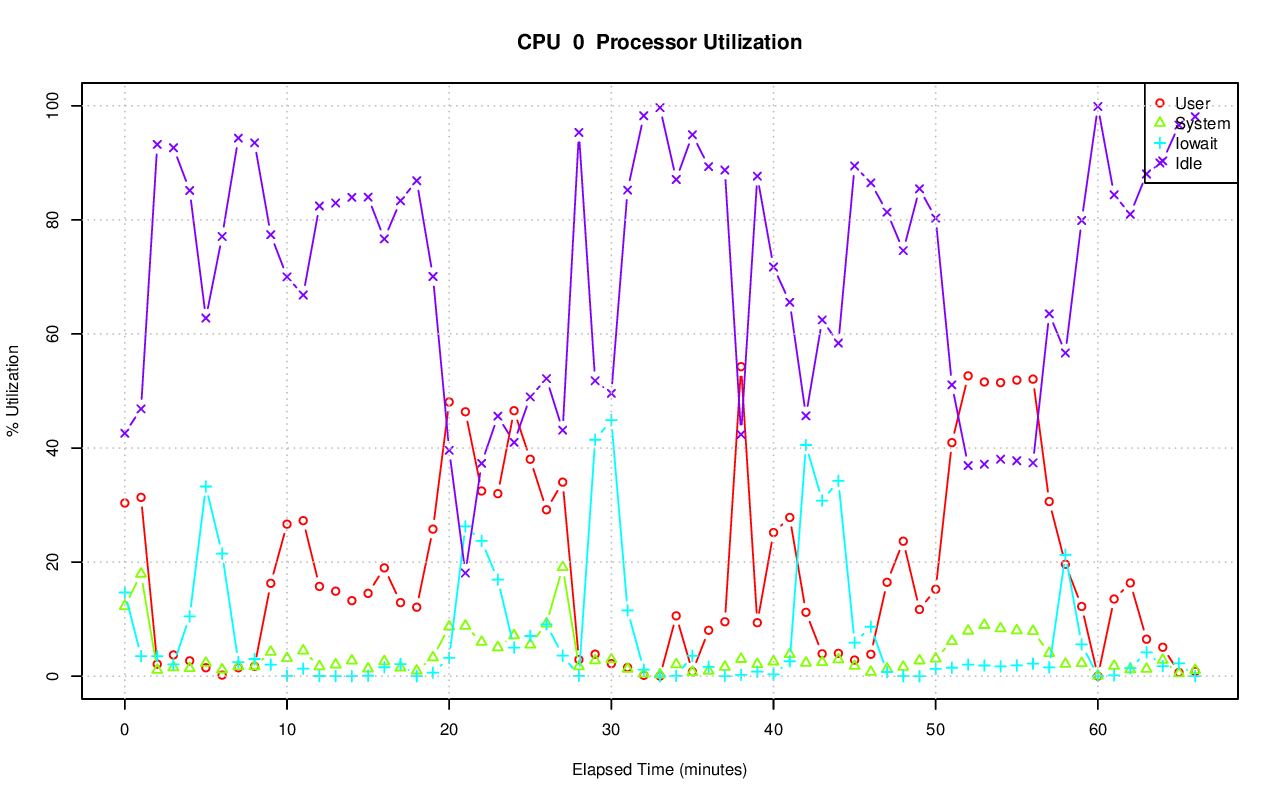 CPU  0  Processor Utilization
100
80
60
40
20
0
% Utilization
User
System
Iowait
Idle
0 10 20 30 40 50 60
Elapsed Time (minutes)